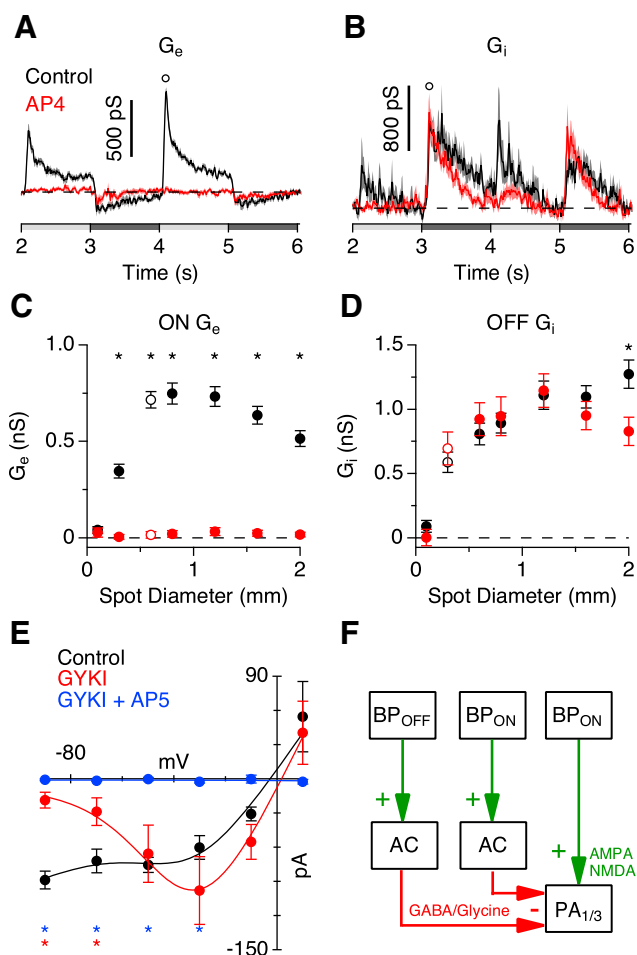 A
Ge
Control
AP4
500 pS
2 3 4 5 6
Time (s)
B
Gi
800 pS
2 3 4 5 6
Time (s)
C
ON Ge
* * * * * *
1.0
0.5
0
Ge (nS)
0 1 2
Spot Diameter (mm)
D
OFF Gi
*
1.5
1.0
0.5
0
Gi (nS)
0 1 2
Spot Diameter (mm)
E
Control
GYKI
GYKI + AP5
90
-80
mV
pA
* * * *
* *
-150
F
BPOFF
BPON
BPON
+
+
AC
AC
+
AMPA
NMDA
GABA/Glycine
-
PA1/3